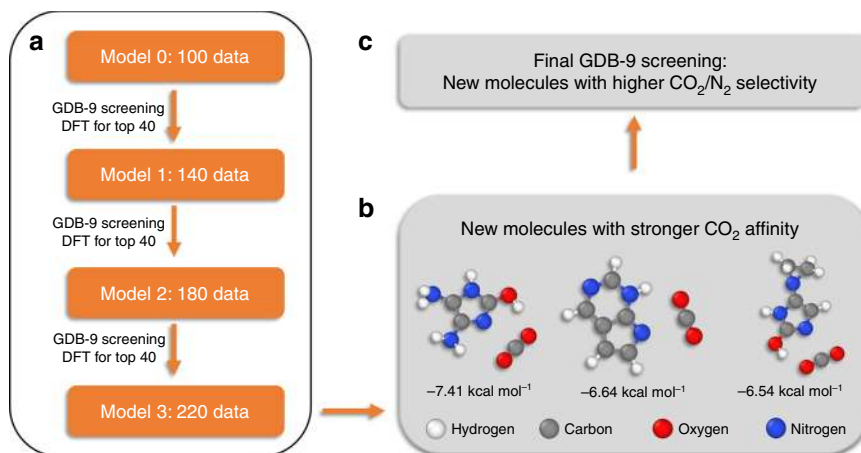 a
Model 0: 100 data
GDB-9 screening
DFT for top 40
Model 1: 140 data
GDB-9 screening
DFT for top 40
Model 2: 180 data
GDB-9 screening
DFT for top 40
Model 3: 220 data
c
Final GDB-9 screening:
New molecules with higher CO₂/N₂ selectivity
b
New molecules with stronger CO₂ affinity
–7.41 kcal mol⁻¹
–6.64 kcal mol⁻¹
–6.54 kcal mol⁻¹
Hydrogen
Carbon
Oxygen
Nitrogen